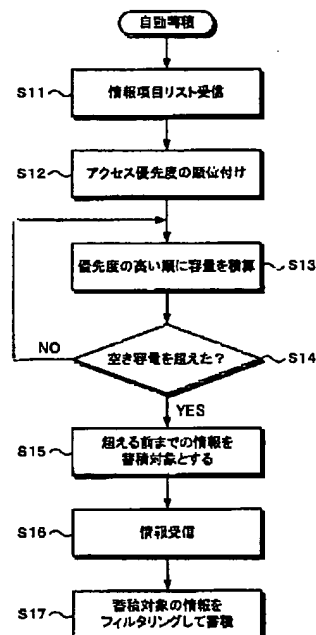 自動蓄積
S11
情報項目リスト受信
S12
アクセス優先度の順位付け
優先度の高い順に容量を積算
S13
NO
空き容量を超えた?
S14
YES
S15
超える前までの情報を
蓄積対象とする
S16
情報受信
S17
蓄積対象の情報を
フィルタリングして蓄積